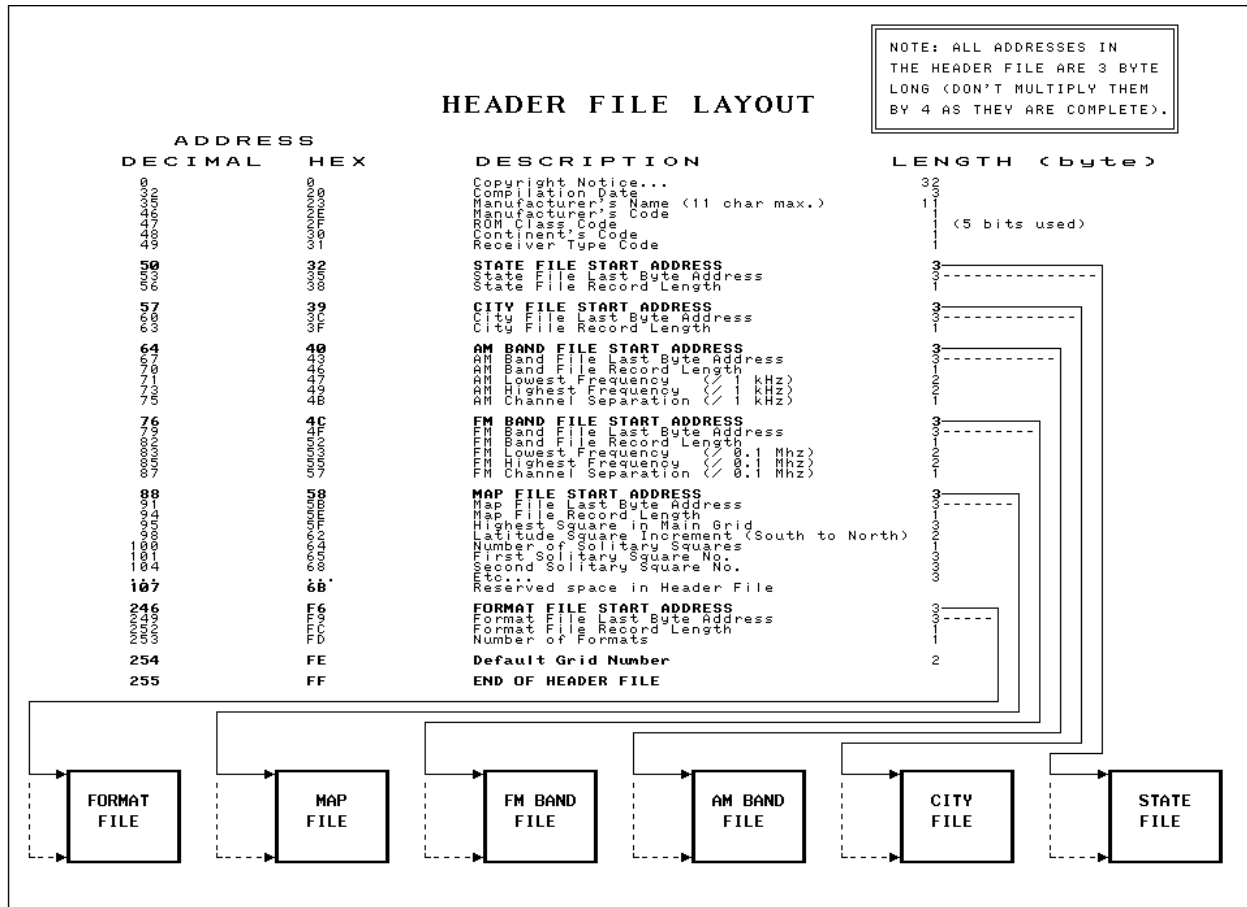 NOTE: ALL ADDRESSES IN
THE HEADER FILE ARE 3 BYTE
LONG (DON'T MULTIPLY THEM
BY 4 AS THEY ARE COMPLETE).
HEADER FILE LAYOUT
ADDRESS
DECIMAL HEX DESCRIPTION LENGTH (byte)
0 0 Copyright Notice... 32
32 20 Compilation Date 3
35 23 Manufacturer's Name (11 char max.) 11
46 2E Manufacturer's Code 1
47 2F ROM Class Code 1 (5 bits used)
48 30 Continent's Code 1
49 31 Receiver Type Code 1
50 32 STATE FILE START ADDRESS 3
53 35 State File Last Byte Address 3
56 38 State File Record Length 1
57 39 CITY FILE START ADDRESS 3
60 3C City File Last Byte Address 3
63 3F City File Record Length 1
64 40 AM BAND FILE START ADDRESS 3
67 43 AM Band File Last Byte Address 3
70 46 AM Band File Record Length 1
71 47 AM Lowest Frequency (/ 1 kHz) 2
73 49 AM Highest Frequency (/ 1 kHz) 2
75 4B AM Channel Separation (/ 1 kHz) 1
76 4C FM BAND FILE START ADDRESS 3
79 4F FM Band File Last Byte Address 3
82 52 FM Band File Record Length 1
83 53 FM Lowest Frequency (/ 0.1 Mhz) 2
85 55 FM Highest Frequency (/ 0.1 Mhz) 2
87 57 FM Channel Separation (/ 0.1 Mhz) 1
88 58 MAP FILE START ADDRESS 3
91 5B Map File Last Byte Address 3
94 5E Map File Record Length 1
95 5F Highest Square in Main Grid 3
98 62 Latitude Square Increment (South to North) 2
100 64 Number of Solitary Squares 1
101 65 First Solitary Square No. 3
104 68 Second Solitary Square No. 3
... ... Etc... 3
107 6B Reserved space in Header File
246 F6 FORMAT FILE START ADDRESS 3
249 F9 Format File Last Byte Address 3
252 FC Format File Record Length 1
253 FD Number of Formats 1
254 FE Default Grid Number 2
255 FF END OF HEADER FILE
FORMAT FILE
MAP FILE
FM BAND FILE
AM BAND FILE
CITY FILE
STATE FILE